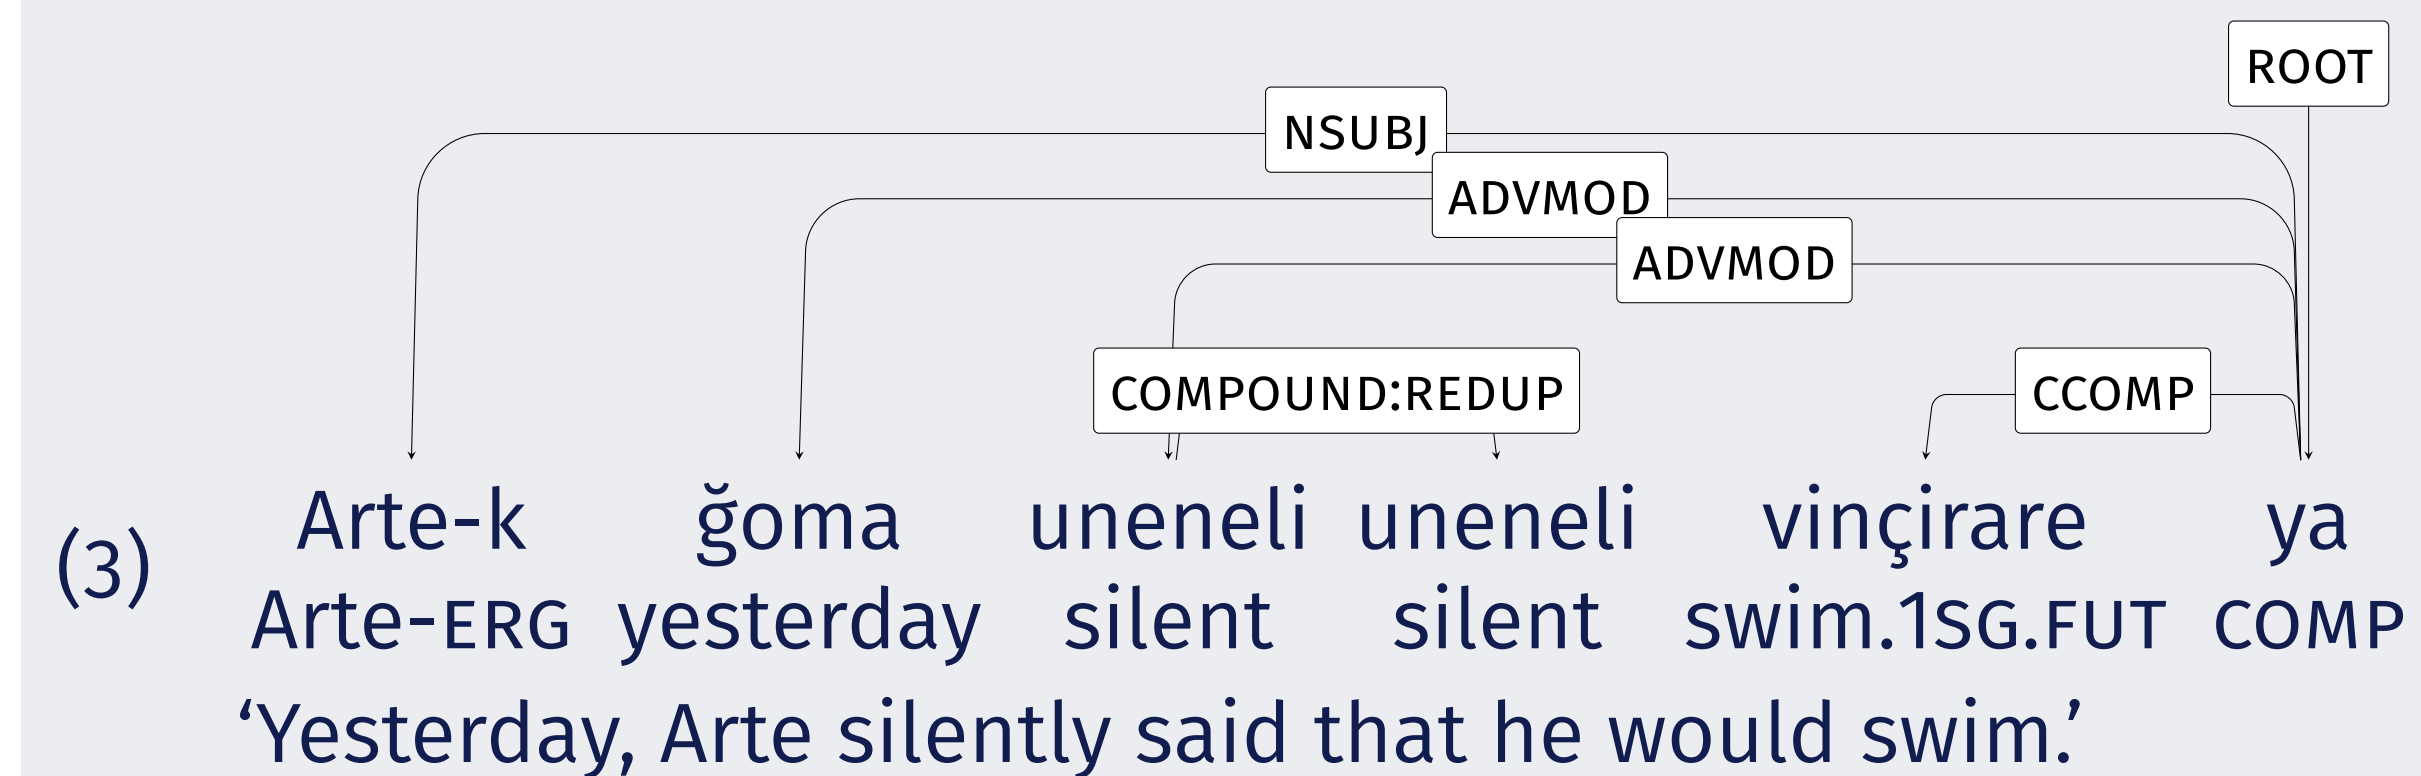 ROOT
NSUBJ
ADVMOD
ADVMOD
COMPOUND:REDUP CCOMP
(3) Arte-k ğoma uneneli uneneli vinçirare ya
Arte-ERG yesterday silent silent swim.1SG.FUT COMP
‘Yesterday, Arte silently said that he would swim.’